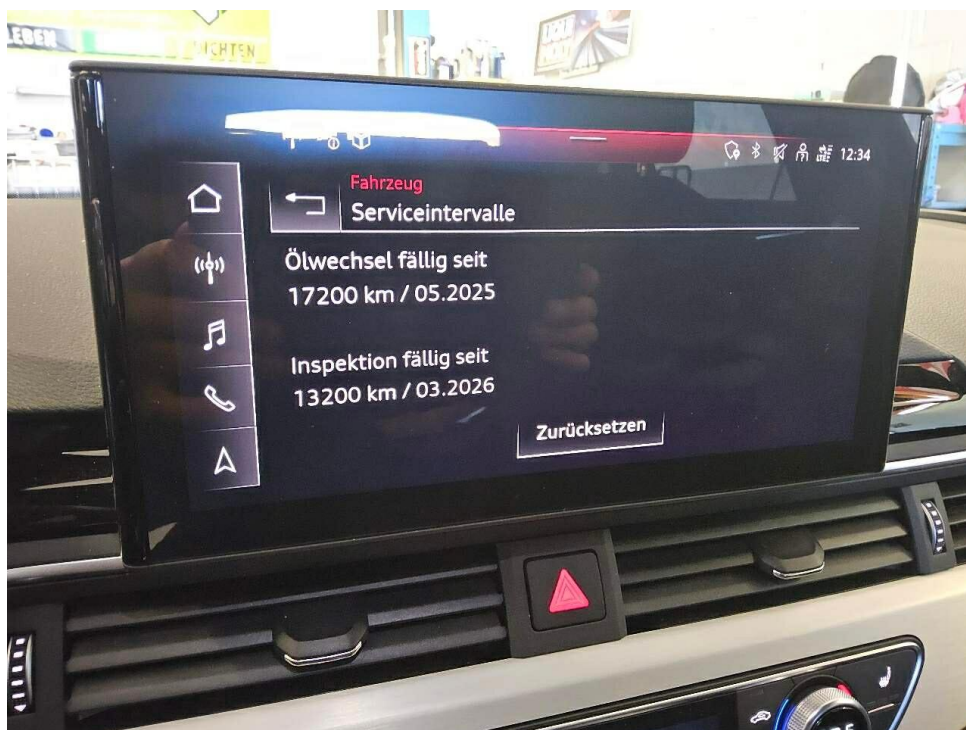 LEBEN
12:34
Fahrzeug
Serviceintervalle
Ölwechsel fällig seit
17200 km / 05.2025
Inspektion fällig seit
13200 km / 03.2026
Zurücksetzen